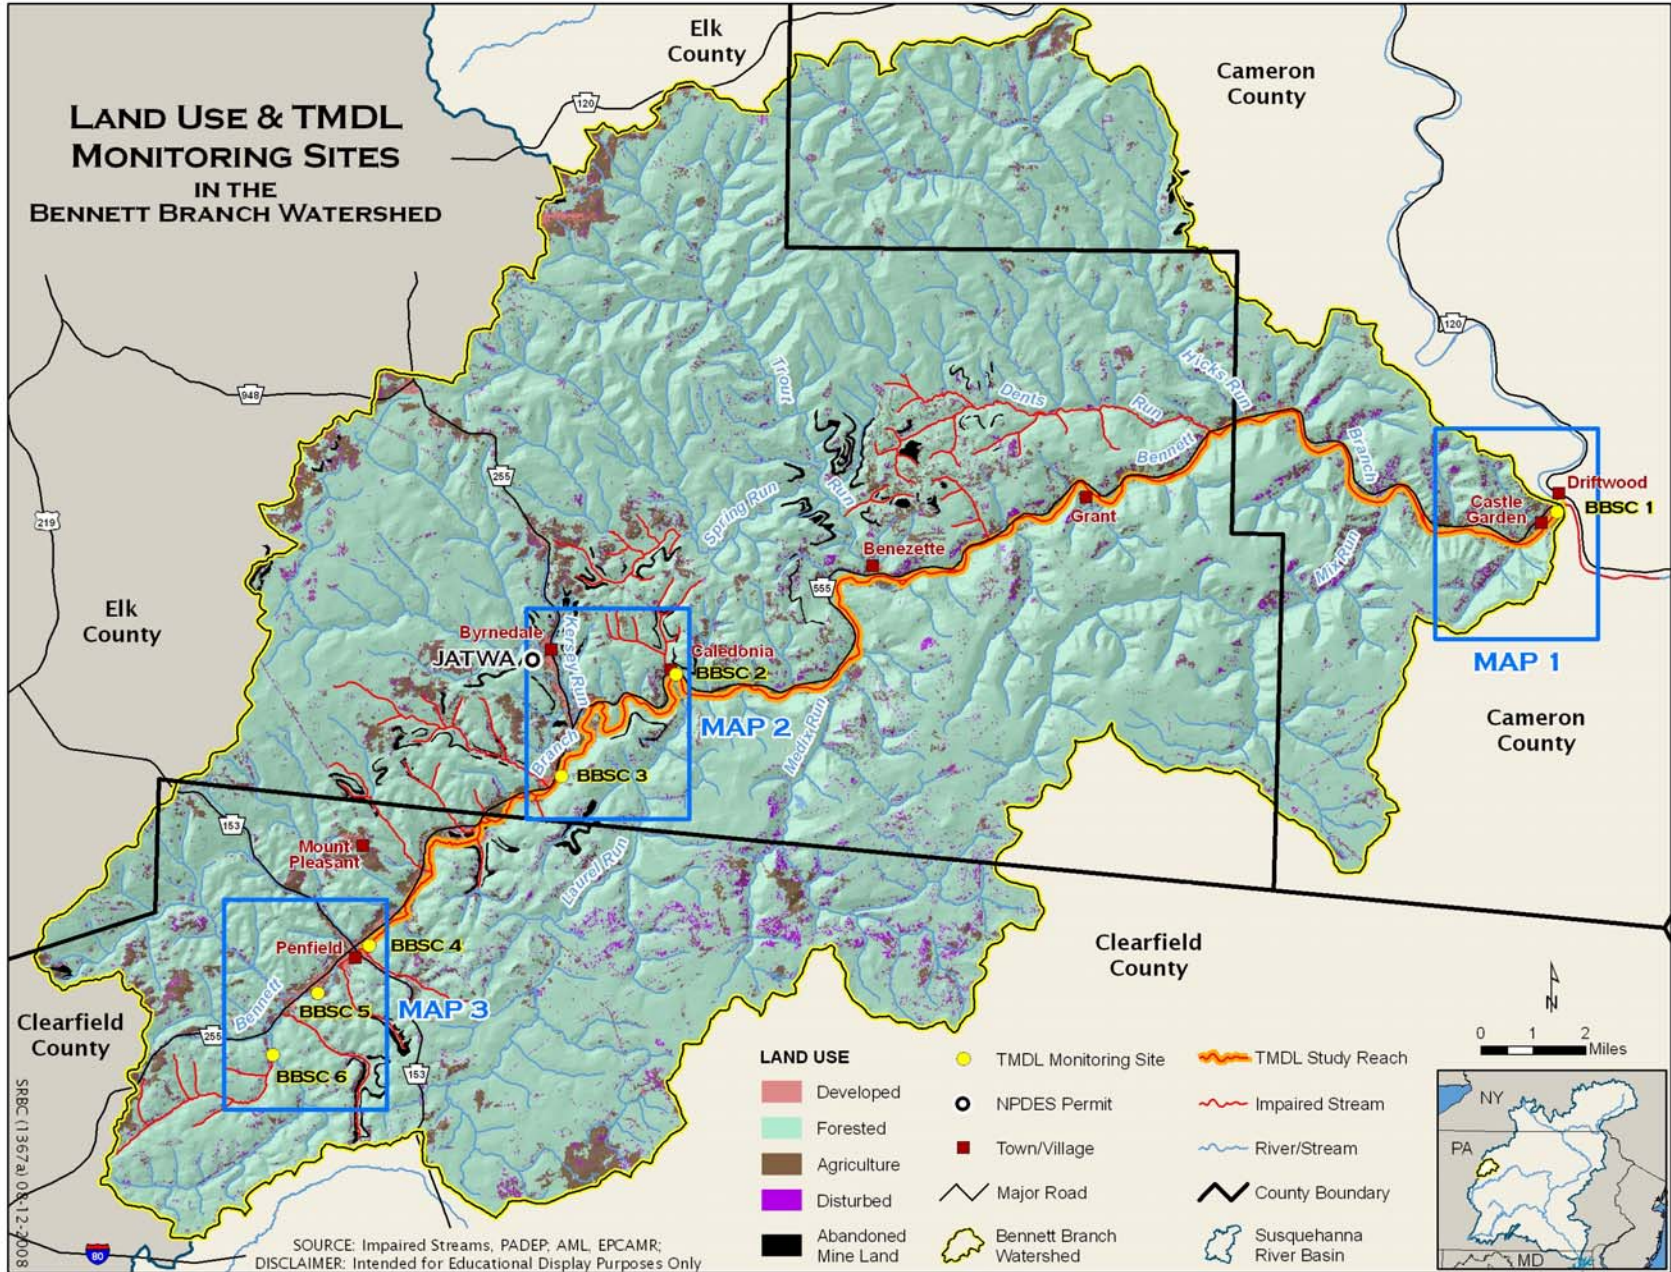 LAND USE & TMDL
MONITORING SITES
IN THE
BENNETT BRANCH WATERSHED
Elk
County
Cameron
County
120
120
948
219
255
Trout
Run
Dents
Run
Hicks Run
Bennett
Branch
Spring Run
Grant
Benezette
555
Mix Run
Castle
Garden
Driftwood
BBSC 1
MAP 1
Elk
County
Byrnedale
JATWA
Kersey Run
Caledonia
BBSC 2
MAP 2
Medix Run
Branch
BBSC 3
Cameron
County
153
Mount
Pleasant
Laurel Run
Penfield
BBSC 4
Bennett
BBSC 5
MAP 3
255
BBSC 6
153
Clearfield
County
Clearfield
County
N
0 1 2
Miles
LAND USE
Developed
Forested
Agriculture
Disturbed
Abandoned
Mine Land
TMDL Monitoring Site
NPDES Permit
Town/Village
Major Road
Bennett Branch
Watershed
TMDL Study Reach
Impaired Stream
River/Stream
County Boundary
Susquehanna
River Basin
NY
PA
MD
80
SOURCE: Impaired Streams, PADEP; AML, EPCAMR;
DISCLAIMER: Intended for Educational Display Purposes Only
SRBC (1367a) 08-12-2008